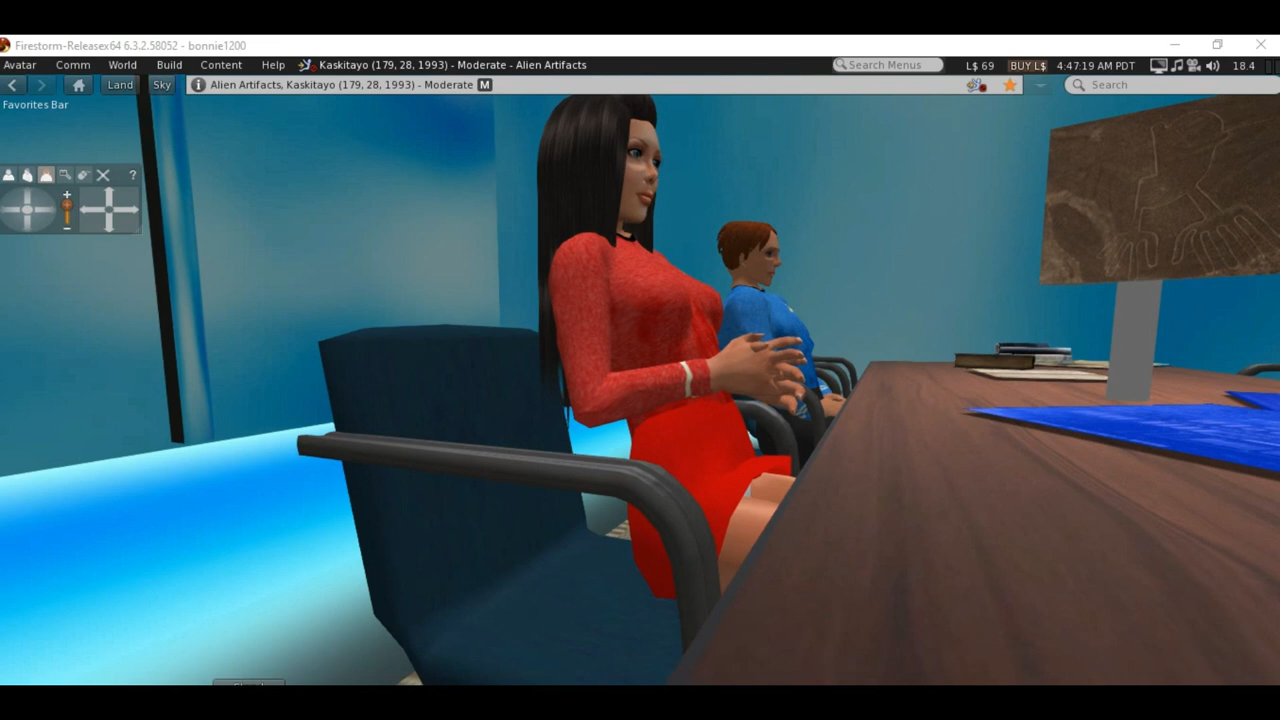 Firestorm-Releasex64 6.3.2.58052 - bonnie1200
Avatar Comm World Build Content Help Kaskitayo (179, 28, 1993) - Moderate - Alien Artifacts Search Menus L$ 69 BUY L$ 4:47:19 AM PDT 18.4
Land Sky Alien Artifacts, Kaskitayo (179, 28, 1993) - Moderate M Search
Favorites Bar
?